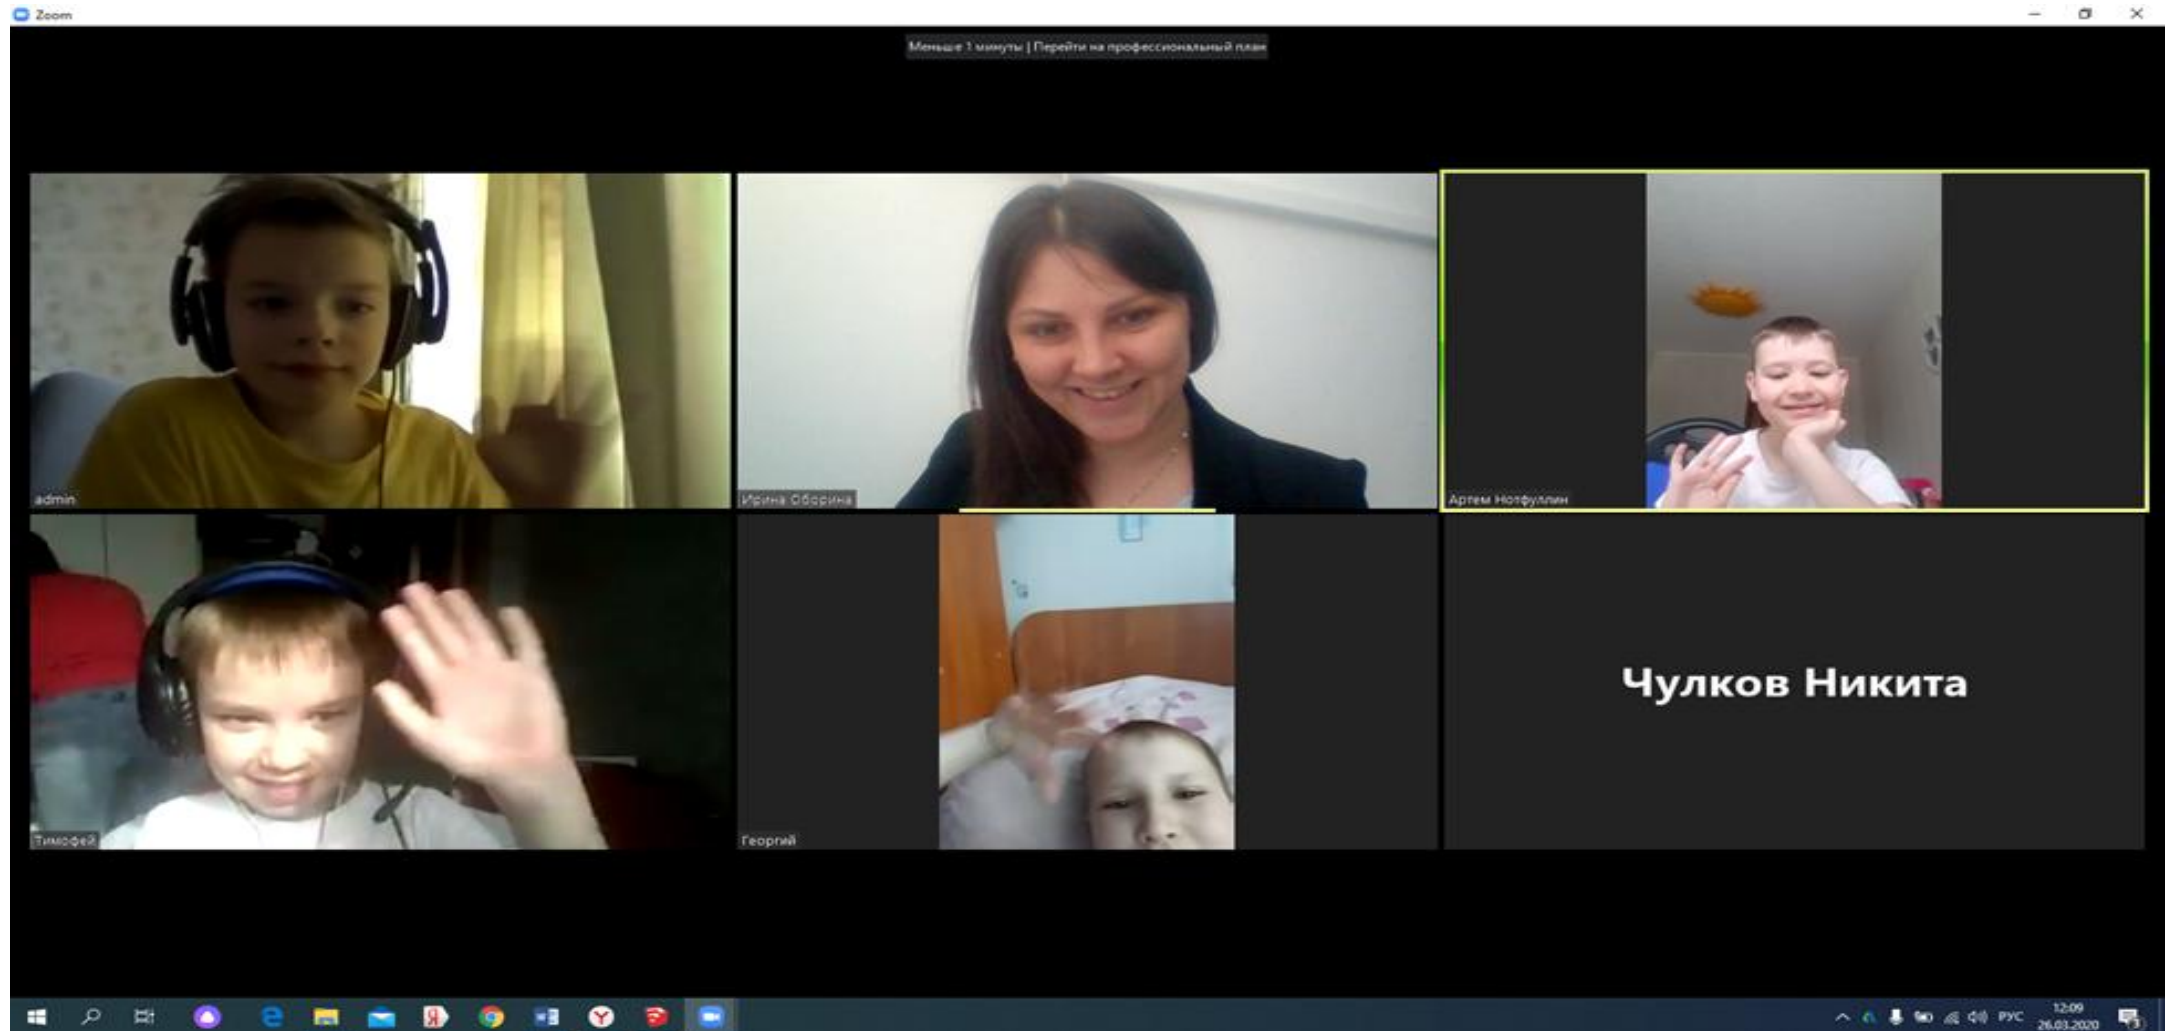 Zoom
Меньше 1 минуты | Перейти на профессиональный план
admin
Ирина Оборина
Артем Нотфуллин
Тимофей
Георгий
Чулков Никита
РУС
12:09
26.03.2020